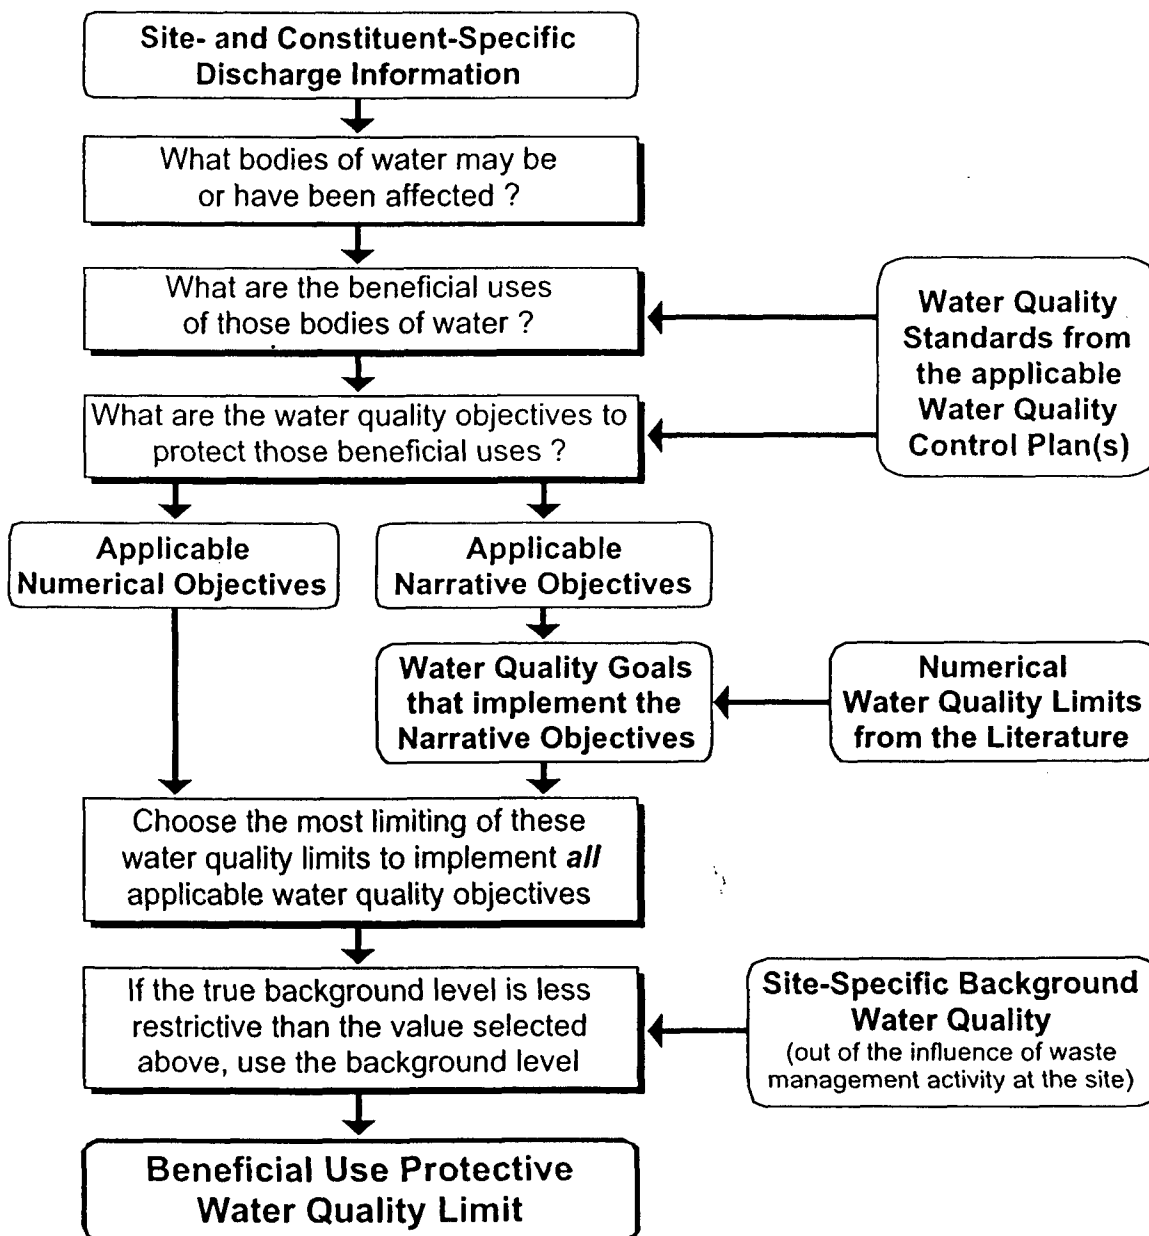 Site- and Constituent-Specific
Discharge Information
What bodies of water may be
or have been affected ?
What are the beneficial uses
of those bodies of water ?
Water Quality
Standards from
the applicable
Water Quality
Control Plan(s)
What are the water quality objectives to
protect those beneficial uses ?
Applicable
Numerical Objectives
Applicable
Narrative Objectives
Water Quality Goals
that implement the
Narrative Objectives
Numerical
Water Quality Limits
from the Literature
Choose the most limiting of these
water quality limits to implement all
applicable water quality objectives
If the true background level is less
restrictive than the value selected
above, use the background level
Site-Specific Background
Water Quality
(out of the influence of waste
management activity at the site)
Beneficial Use Protective
Water Quality Limit